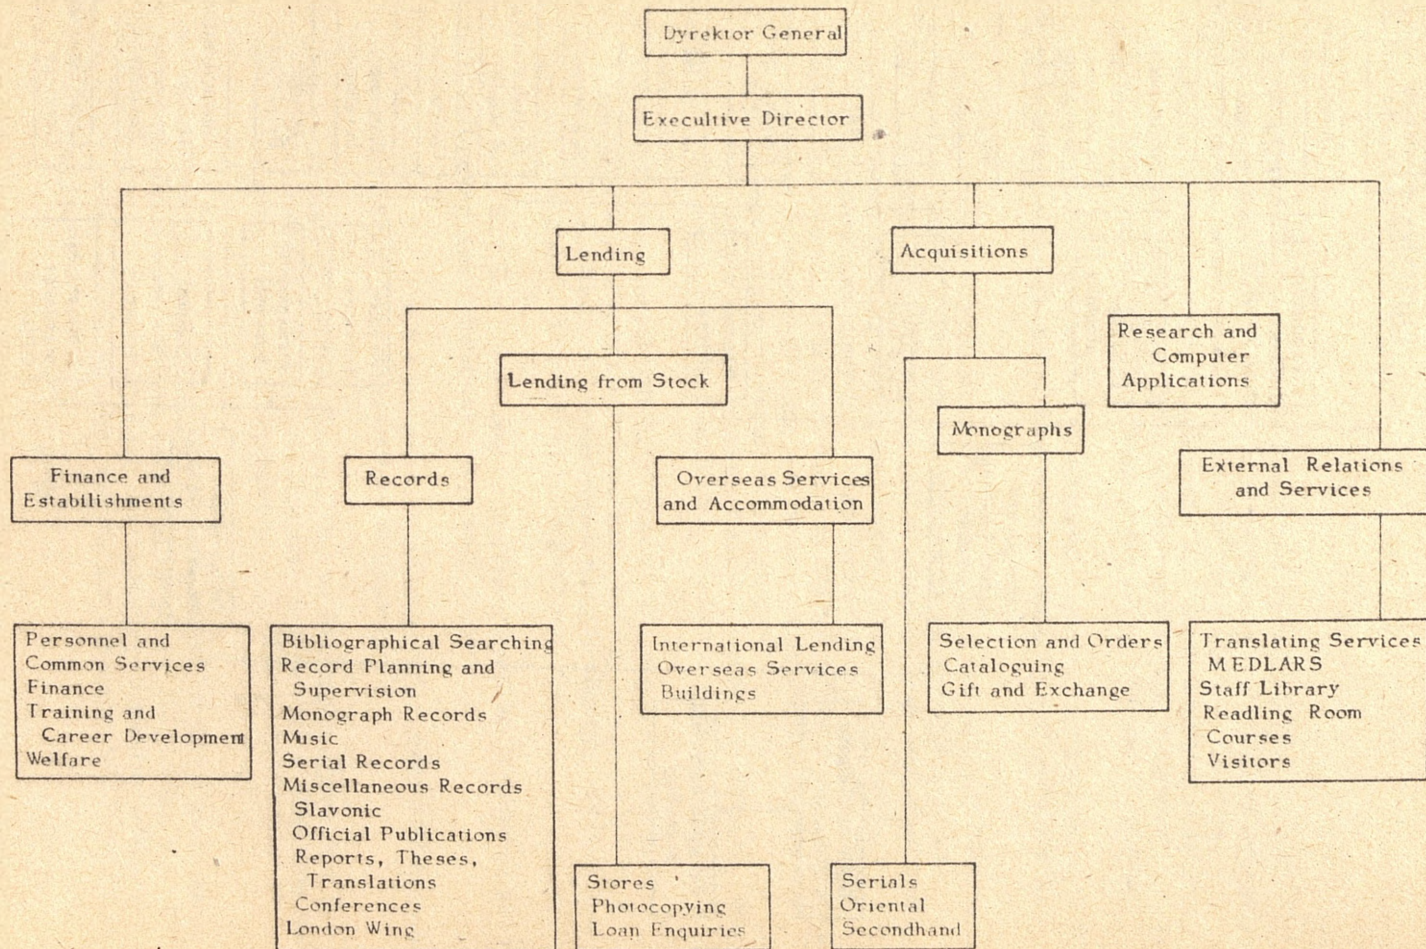 Dyrektor General
Execultive Director
Lending
Acquisitions
Research and
Computer
Applications
Lending from Stock
Monographs
Finance and
Estabilishments
Records
Overseas Services
and Accommodation
External Relations
and Services
Personnel and
Common Services
Finance
Training and
Career Development
Welfare
Bibliographical Searching
Record Planning and
Supervision
Monograph Records
Music
Serial Records
Miscellaneous Records
Slavonic
Official Publications
Reports, Theses,
Translations
Conferences
London Wing
International Lending
Overseas Services
Buildings
Selection and Orders
Cataloguing
Gift and Exchange
Translating Services
MEDLARS
Staff Library
Readling Room
Courses
Visitors
Stores
Photocopying
Loan Enquiries
Serials
Oriental
Secondhand